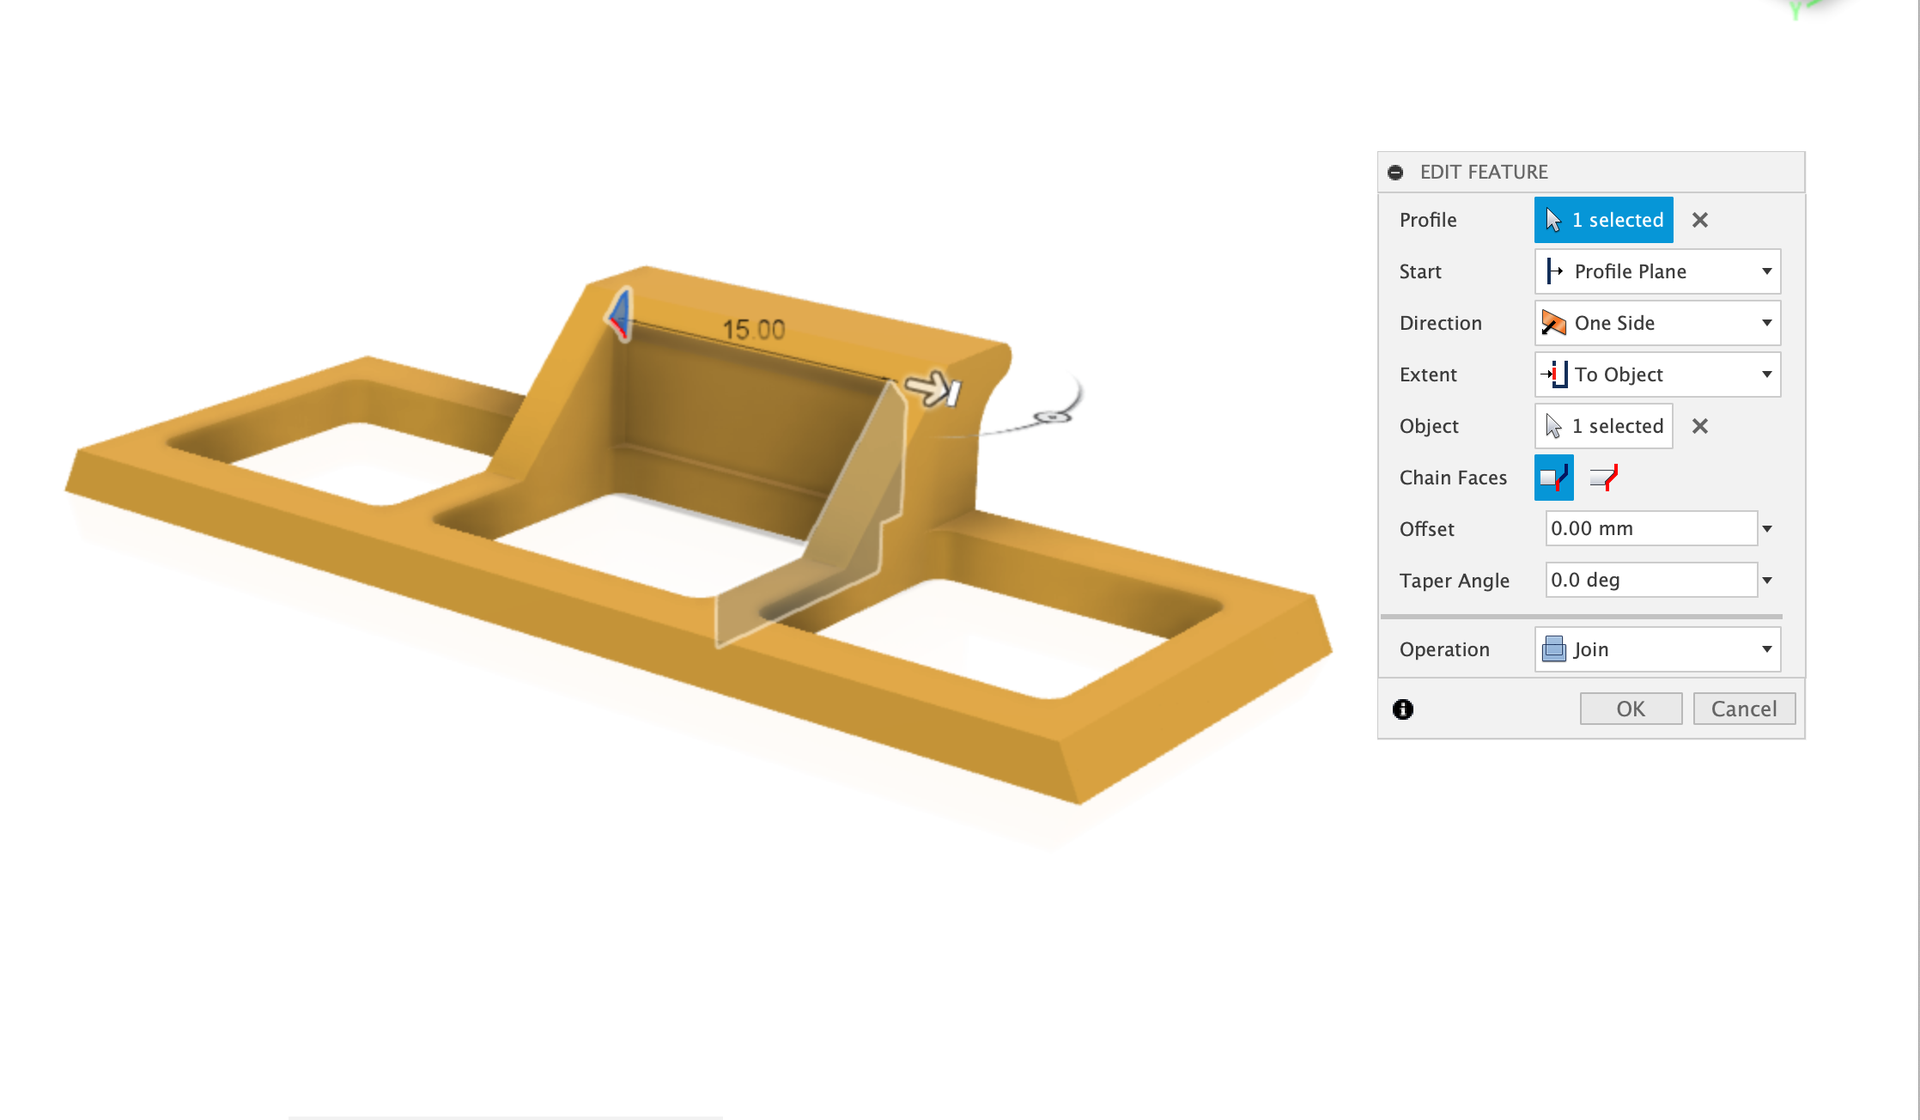 Y
EDIT FEATURE
Profile 1 selected
Start Profile Plane
Direction One Side
Extent To Object
Object 1 selected
Chain Faces
Offset 0.00 mm
Taper Angle 0.0 deg
Operation Join
OK Cancel
15.00